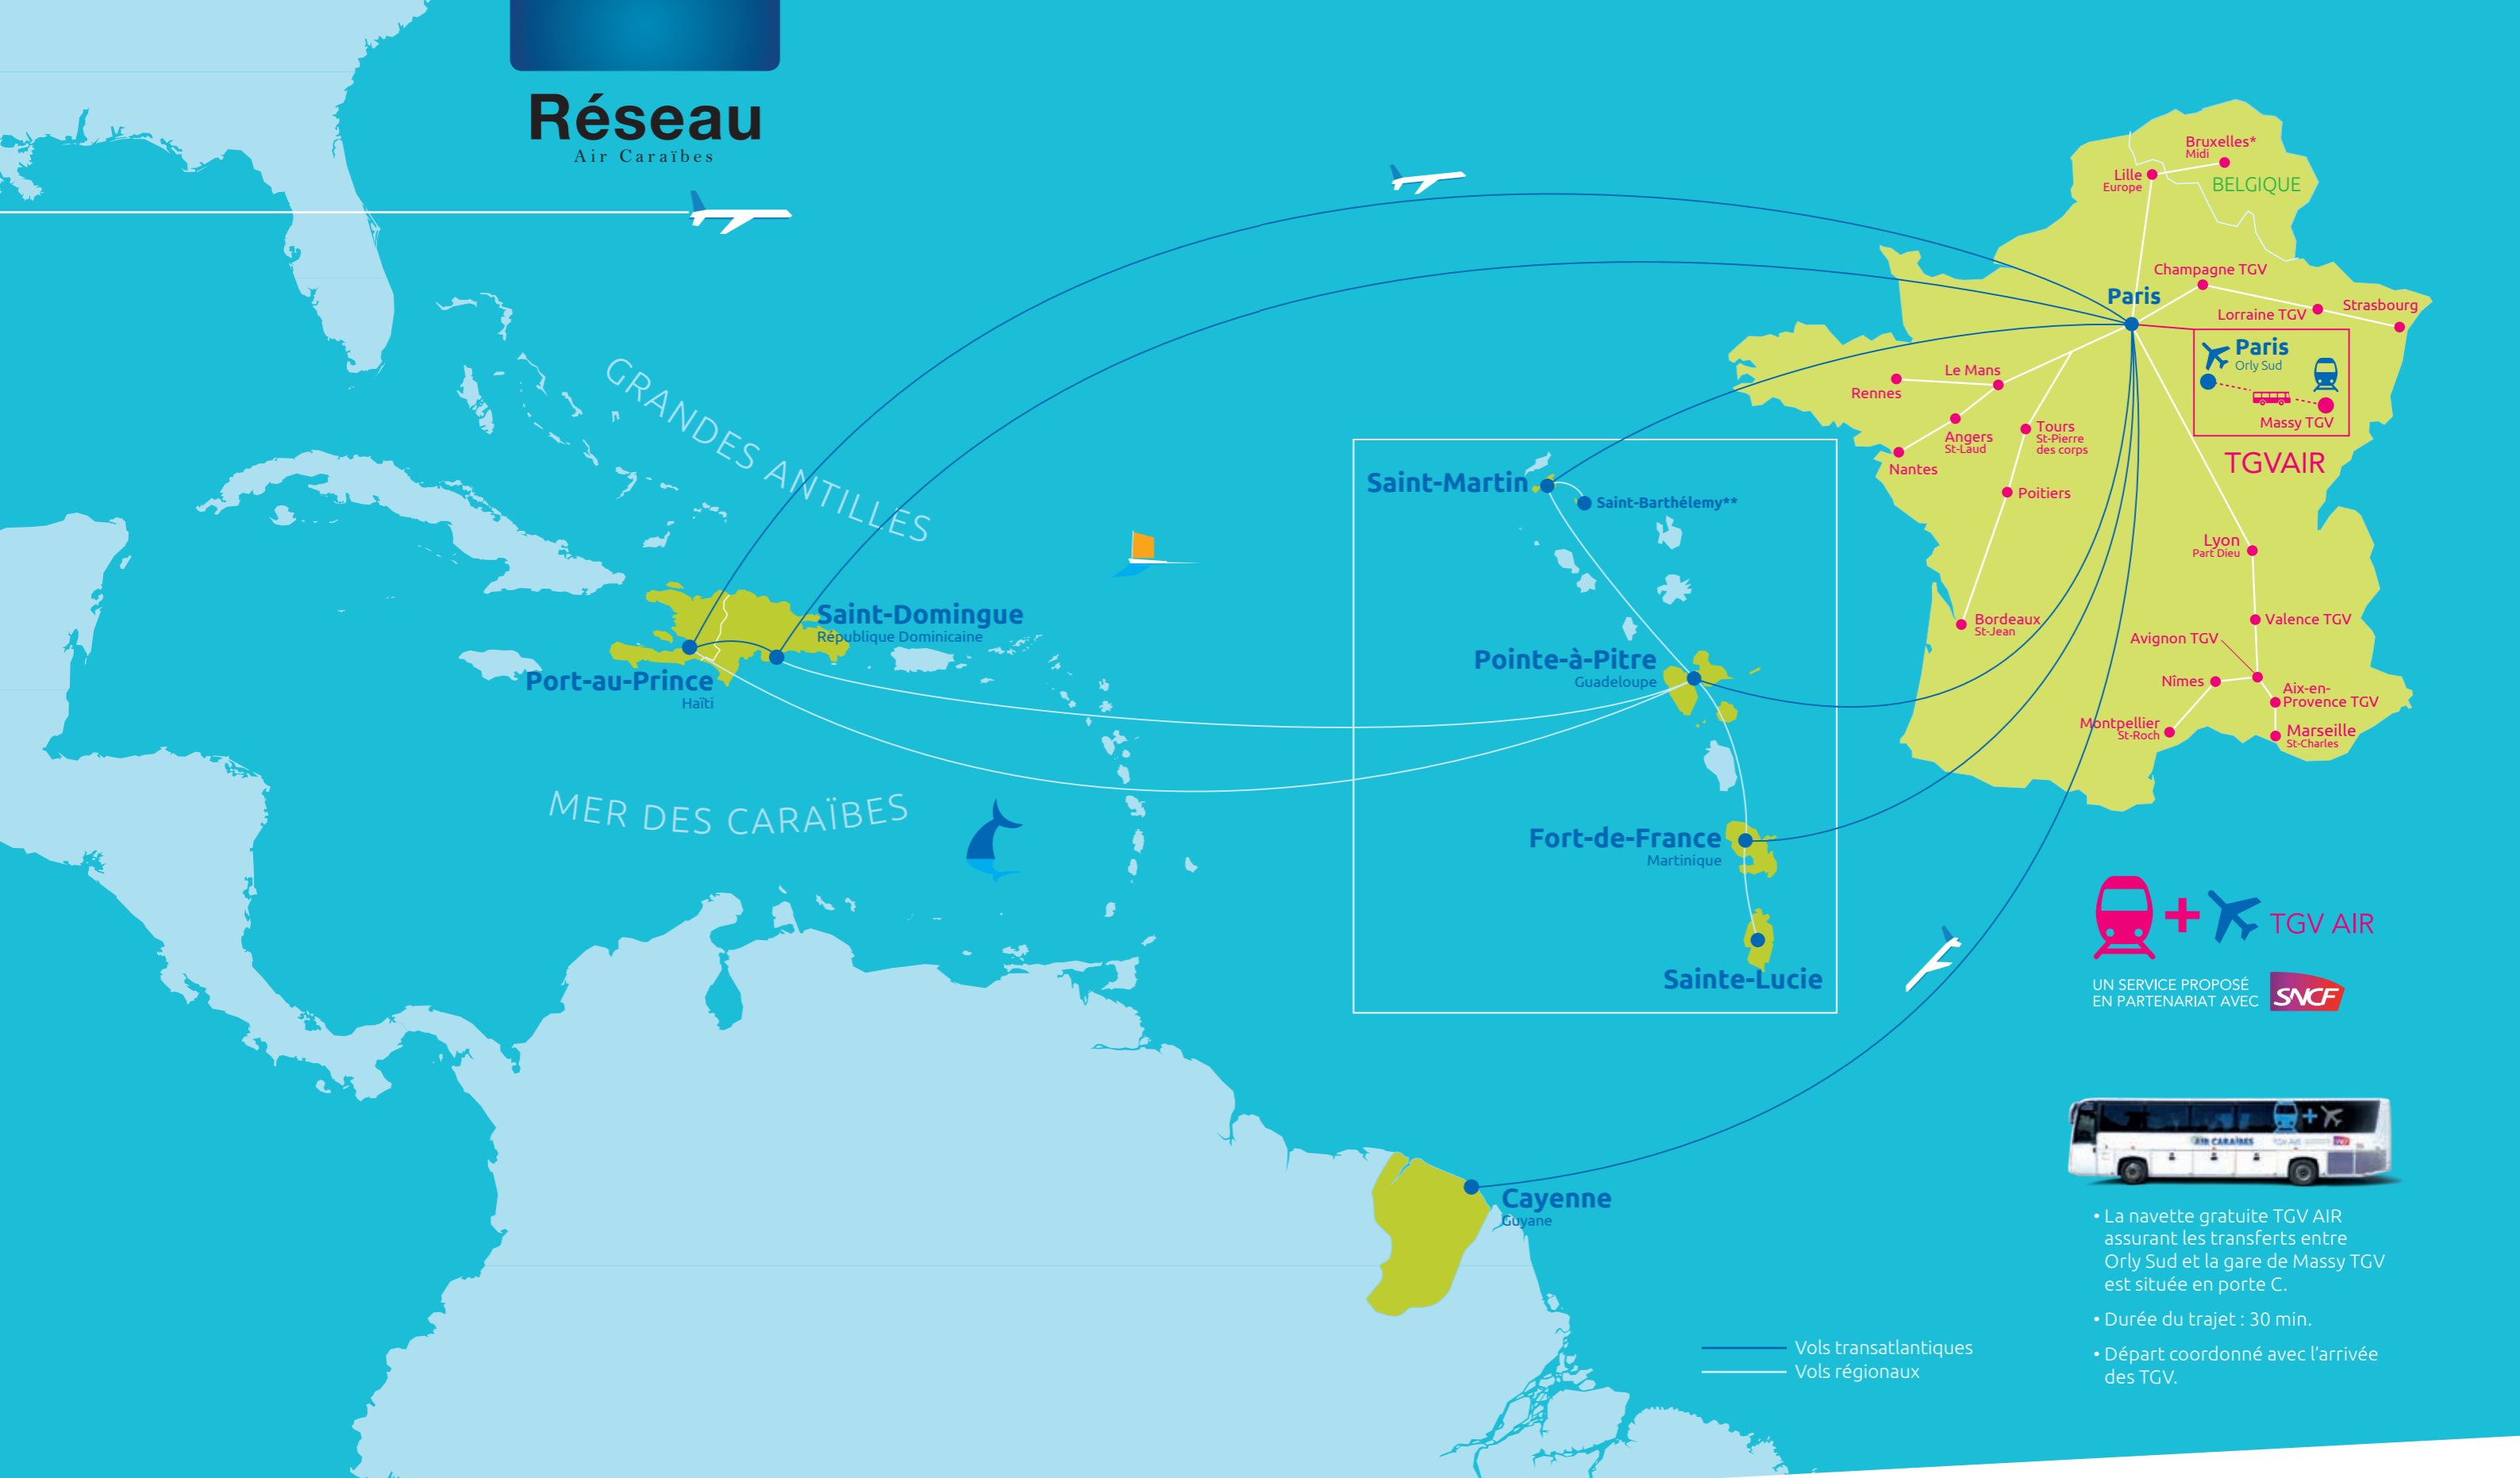 Réseau
Air Caraïbes
GRANDES ANTILLES
MER DES CARAÏBES
Saint-Domingue
République Dominicaine
Port-au-Prince
Haïti
Saint-Martin
Saint-Barthélemy**
Pointe-à-Pitre
Guadeloupe
Fort-de-France
Martinique
Sainte-Lucie
Cayenne
Guyane
Vols transatlantiques
Vols régionaux
Bruxelles*
Midi
Lille
Europe
BELGIQUE
Champagne TGV
Paris
Strasbourg
Lorraine TGV
Paris
Orly Sud
Massy TGV
TGVAIR
Le Mans
Rennes
Angers
St-Laud
Nantes
Tours
St-Pierre
des corps
Poitiers
Bordeaux
St-Jean
Lyon
Part Dieu
Valence TGV
Avignon TGV
Nîmes
Aix-en-
Provence TGV
Montpellier
St-Roch
Marseille
St-Charles
+ TGV AIR
UN SERVICE PROPOSÉ
EN PARTENARIAT AVEC SNCF
AIR CARAÏBES
• La navette gratuite TGV AIR
assurant les transferts entre
Orly Sud et la gare de Massy TGV
est située en porte C.
• Durée du trajet : 30 min.
• Départ coordonné avec l'arrivée
des TGV.